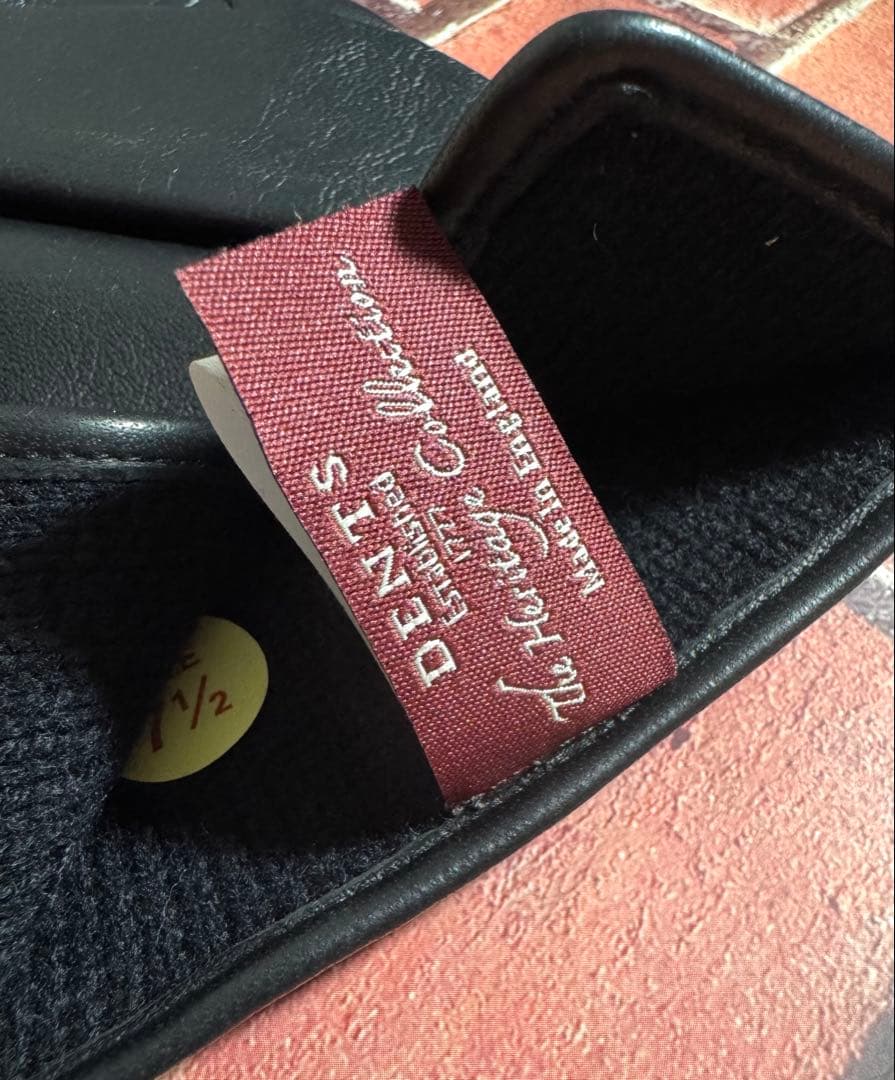 DENTS
Established
1777
The Heritage Collection
Made in England
1/2